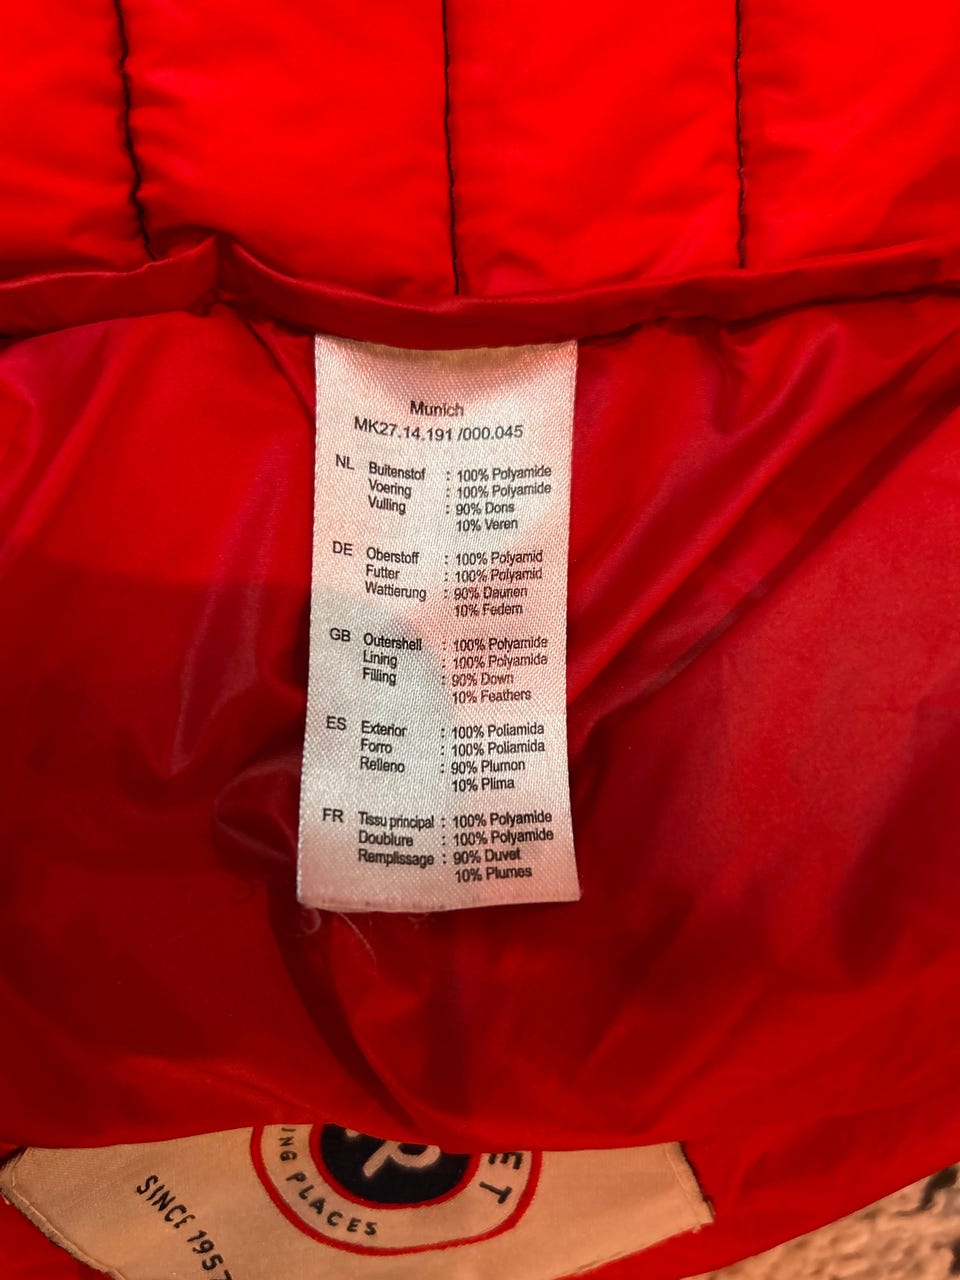 Munich
MK27.14.191 /000.045
NL Buitenstof : 100% Polyamide
Voering : 100% Polyamide
Vulling : 90% Dons
10% Veren
DE Oberstoff : 100% Polyamid
Futter : 100% Polyamid
Wattierung : 90% Daunen
10% Federn
GB Outershell : 100% Polyamide
Lining : 100% Polyamide
Filling : 90% Down
10% Feathers
ES Exterior : 100% Poliamida
Forro : 100% Poliamida
Relleno : 90% Plumon
10% Plima
FR Tissu principal : 100% Polyamide
Doublure : 100% Polyamide
Remplissage : 90% Duvet
10% Plumes
ING PLACES
ET
SINCE 1957